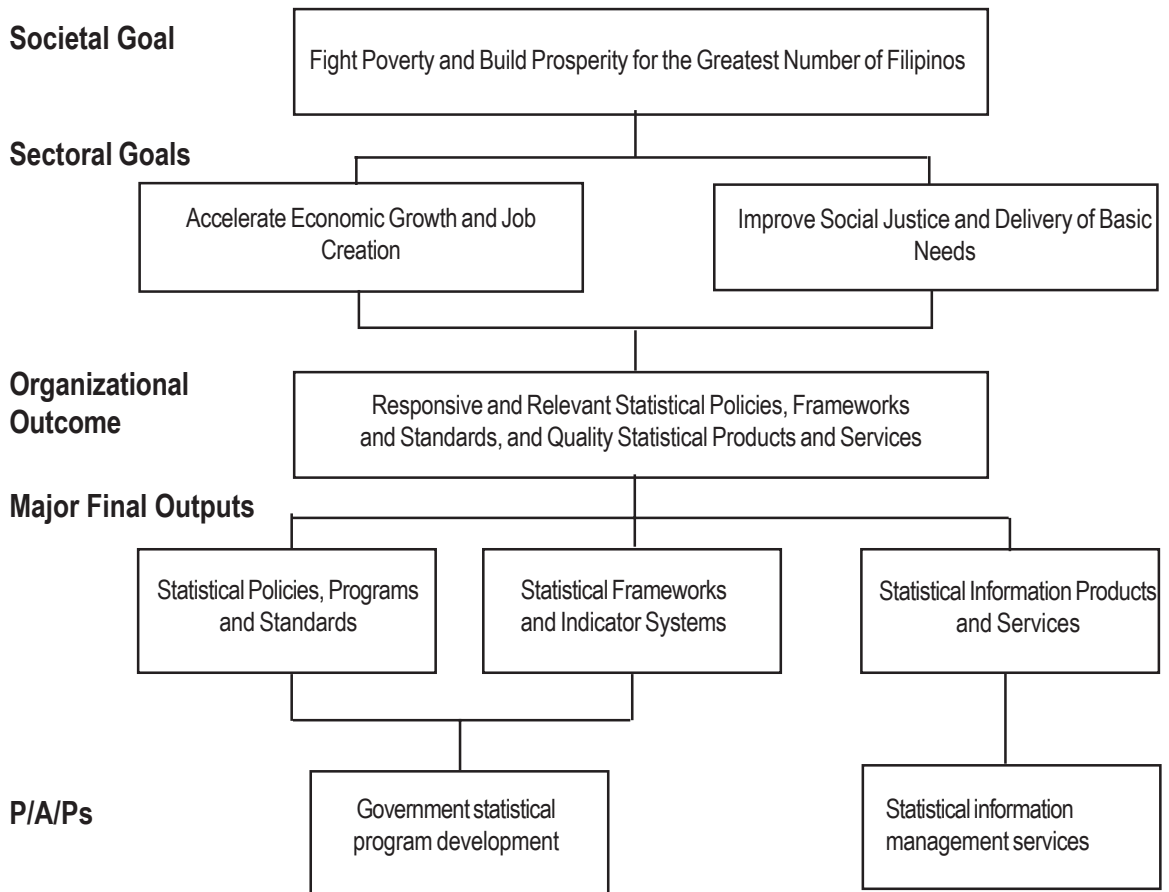 Societal Goal
Fight Poverty and Build Prosperity for the Greatest Number of Filipinos
Sectoral Goals
Accelerate Economic Growth and Job
Creation
Improve Social Justice and Delivery of Basic
Needs
Organizational
Outcome
Responsive and Relevant Statistical Policies, Frameworks
and Standards, and Quality Statistical Products and Services
Major Final Outputs
Statistical Policies, Programs
and Standards
Statistical Frameworks
and Indicator Systems
Statistical Information Products
and Services
P/A/Ps
Government statistical
program development
Statistical information
management services